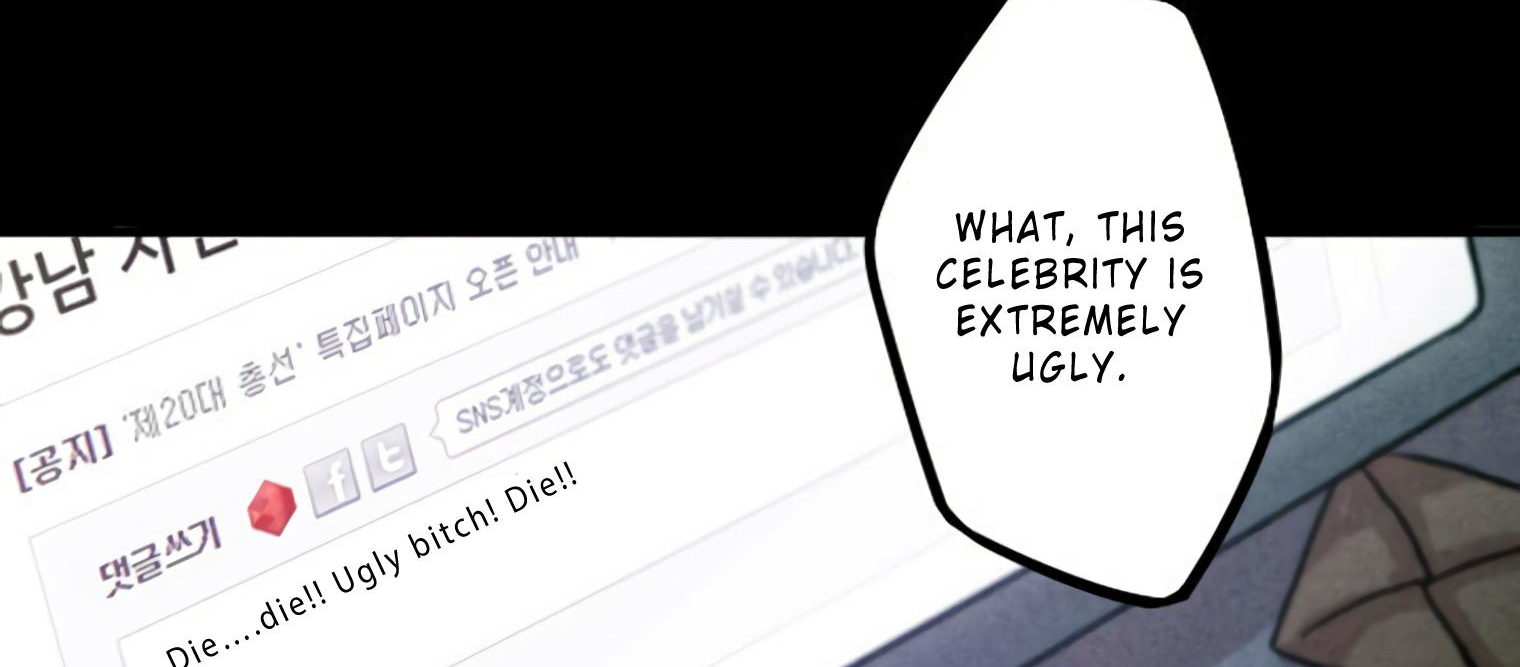 강남
[공지] '제20대 총선' 특집페이지 오픈 안내
SNS계정으로도 댓글을 남기실 수 있습니다.
댓글쓰기
Die....die!! Ugly bitch! Die!!
WHAT, THIS
CELEBRITY IS
EXTREMELY
UGLY.